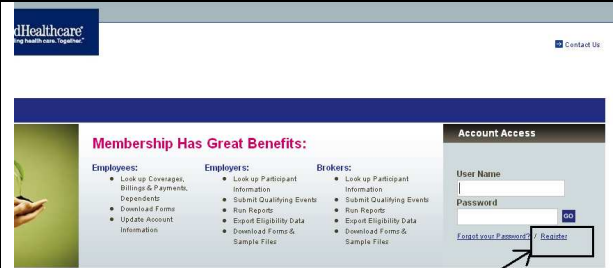 dHealthcare®
ing health care. Together.™
Contact Us
Membership Has Great Benefits:
Employees:
Look up Coverages,
Billings & Payments,
Dependents
Download Forms
Update Account
Information
Employers:
Look up Participant
Information
Submit Qualifying Events
Run Reports
Export Eligibility Data
Download Forms &
Sample Files
Brokers:
Look up Participant
Information
Submit Qualifying Events
Run Reports
Export Eligibility Data
Download Forms &
Sample Files
Account Access
User Name
Password
GO
Forgot your Password? / Register